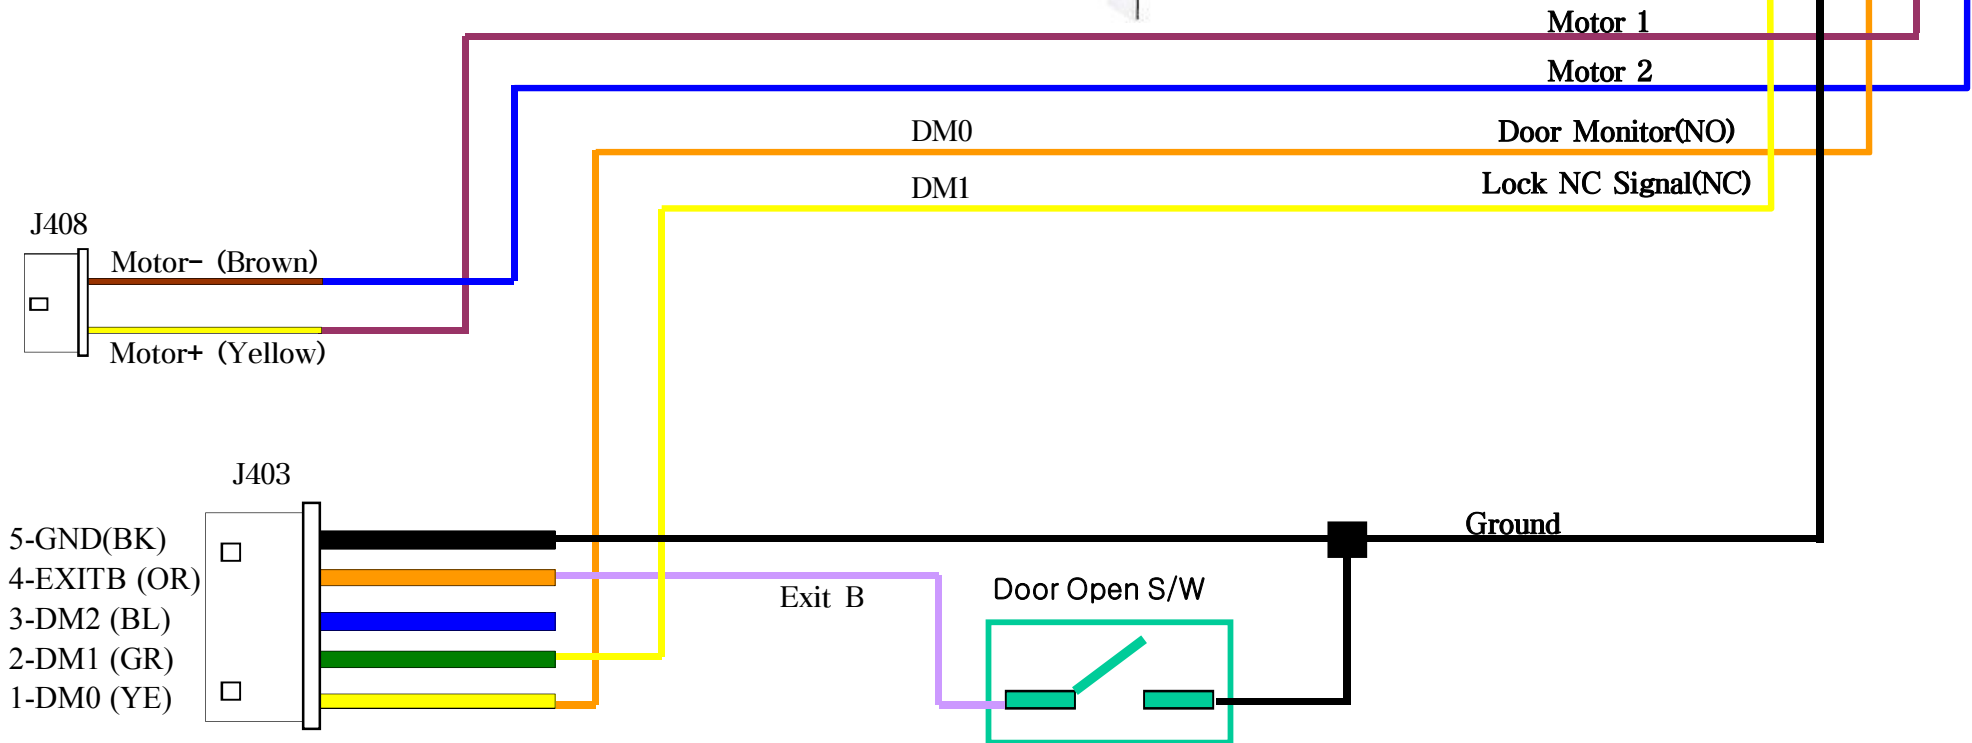 Motor 1
Motor 2
DM0
Door Monitor(NO)
DM1
Lock NC Signal(NC)
J408
Motor- (Brown)
Motor+ (Yellow)
J403
5-GND(BK)
Ground
4-EXITB (OR)
Exit B
Door Open S/W
3-DM2 (BL)
2-DM1 (GR)
1-DM0 (YE)